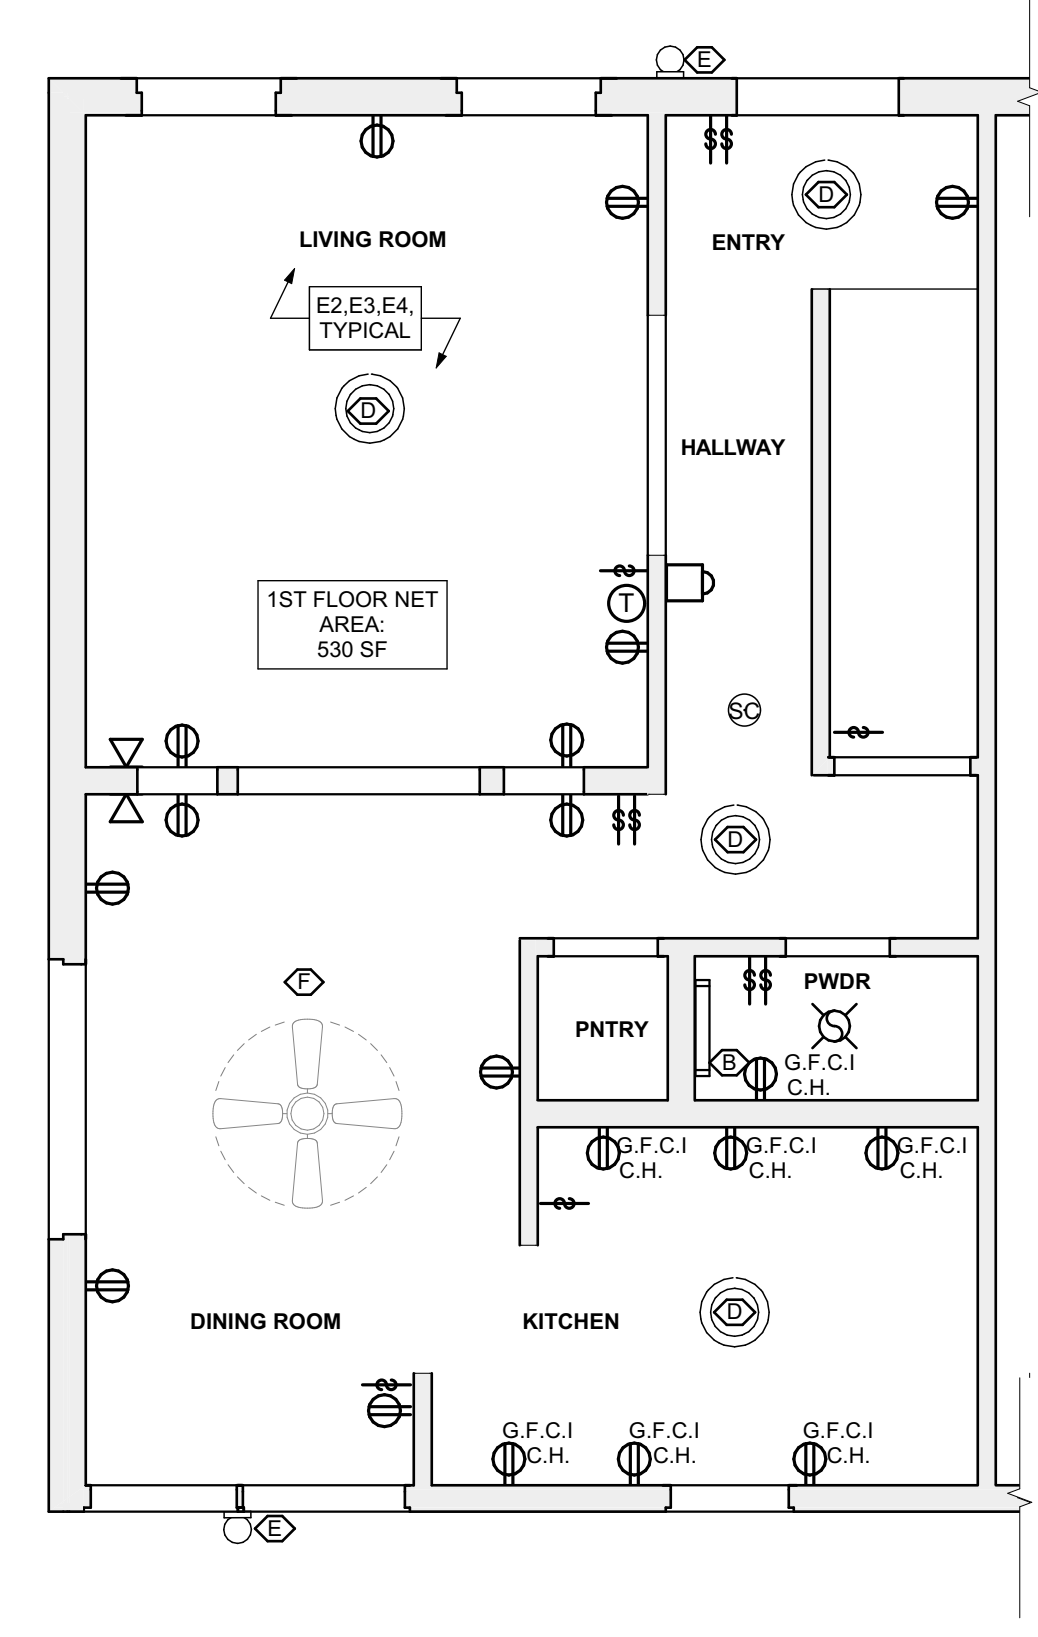 E
$$
D
LIVING ROOM
ENTRY
E2,E3,E4,
TYPICAL
D
HALLWAY
1ST FLOOR NET
AREA:
530 SF
T
SC
$$
D
F
$$
PWDR
PNTRY
B
G.F.C.I
C.H.
G.F.C.I
C.H.
G.F.C.I
C.H.
G.F.C.I
C.H.
D
DINING ROOM
KITCHEN
G.F.C.I
C.H.
G.F.C.I
C.H.
G.F.C.I
C.H.
E